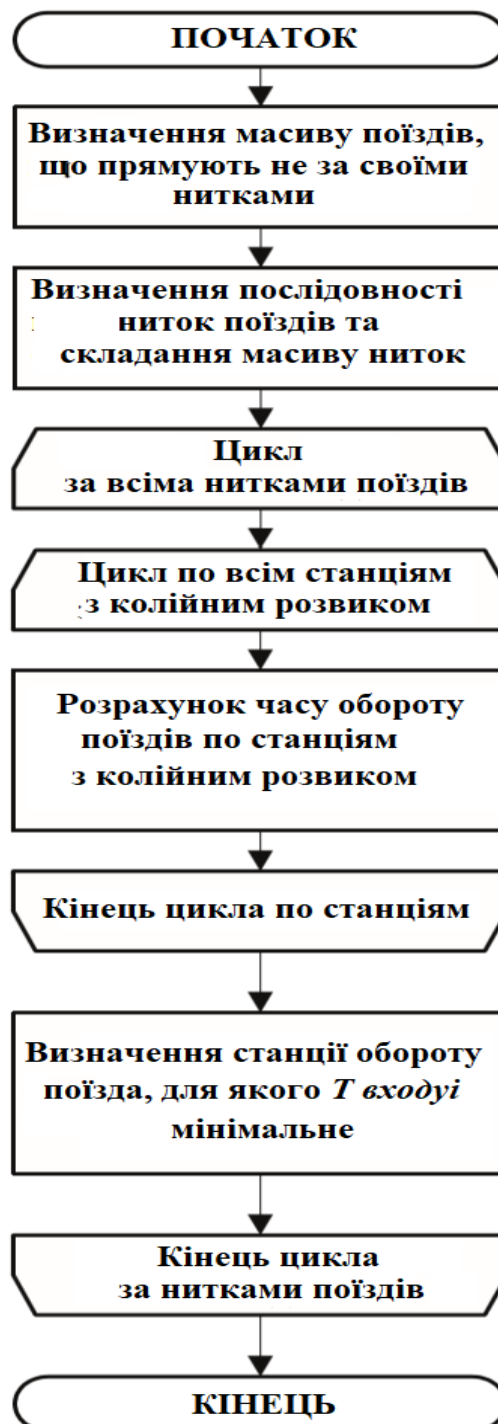 ПОЧАТОК
Визначення масиву поїздів,
що прямують не за своїми
нитками
Визначення послідовності
ниток поїздів та
складання масиву ниток
Цикл
за всіма нитками поїздів
Цикл по всім станціям
з колійним розвиком
Розрахунок часу обороту
поїздів по станціям
з колійним розвиком
Кінець цикла по станціям
Визначення станції обороту
поїзда, для якого Т входуі
мінімальне
Кінець цикла
за нитками поїздів
КІНЕЦЬ